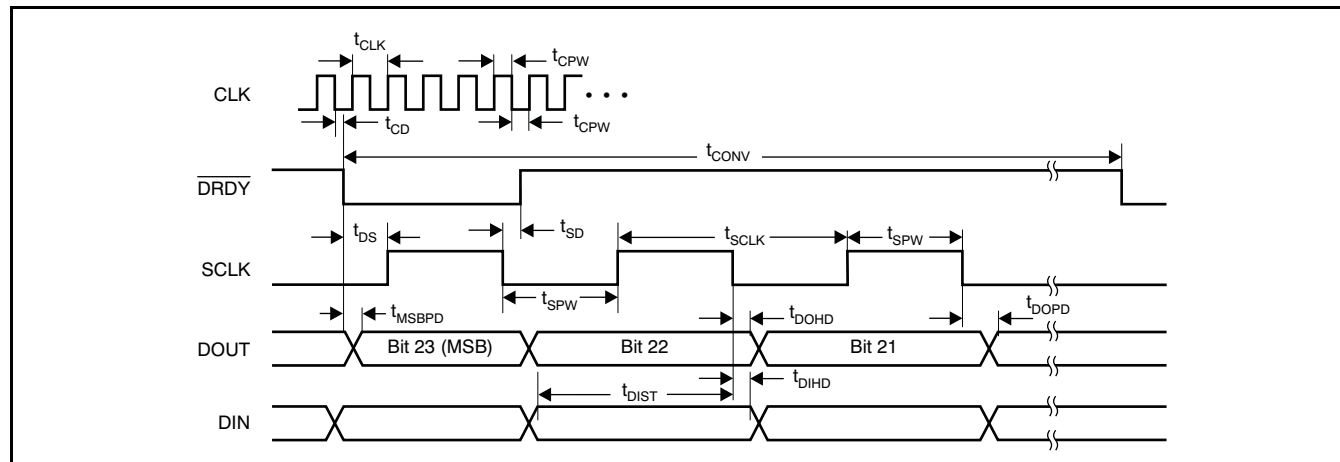 tCLK
tCPW
CLK
tCD
tCPW
tCONV
DRDY
tDS
tSD
tSCLK
tSPW
SCLK
tSPW
tMSBPD
tDOHD
tDOPD
DOUT
Bit 23 (MSB)
Bit 22
Bit 21
tDIST
tDIHD
DIN